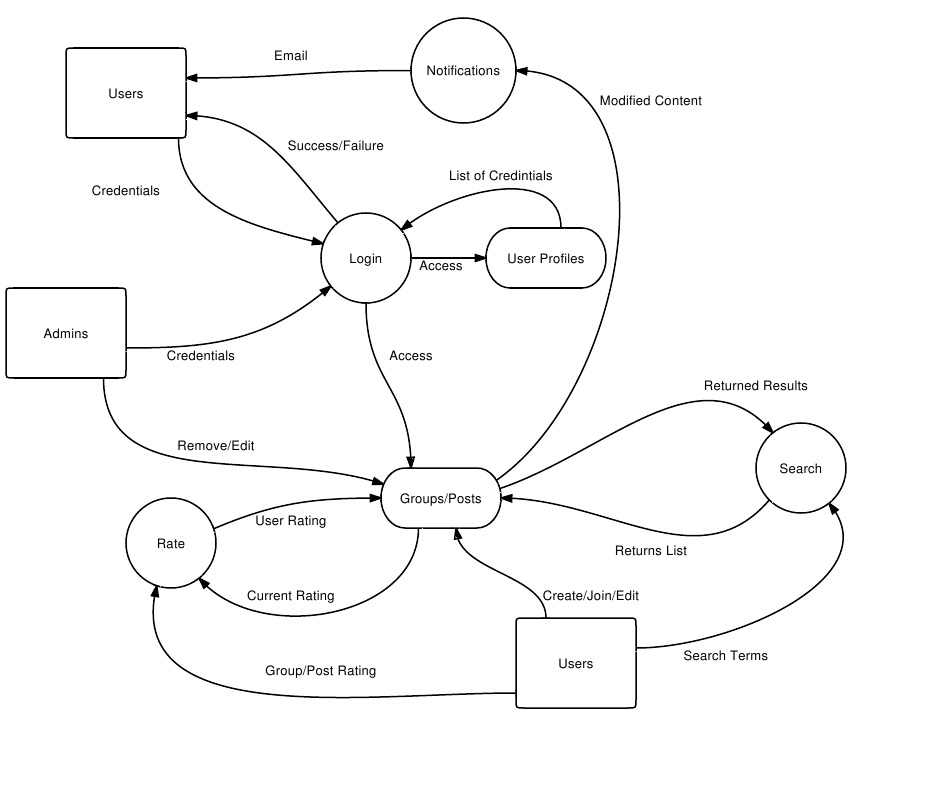 Email
Notifications
Users
Modified Content
Success/Failure
List of Credintials
Credentials
Login
User Profiles
Access
Admins
Credentials
Access
Returned Results
Remove/Edit
Search
Groups/Posts
User Rating
Rate
Returns List
Current Rating
Create/Join/Edit
Users
Search Terms
Group/Post Rating